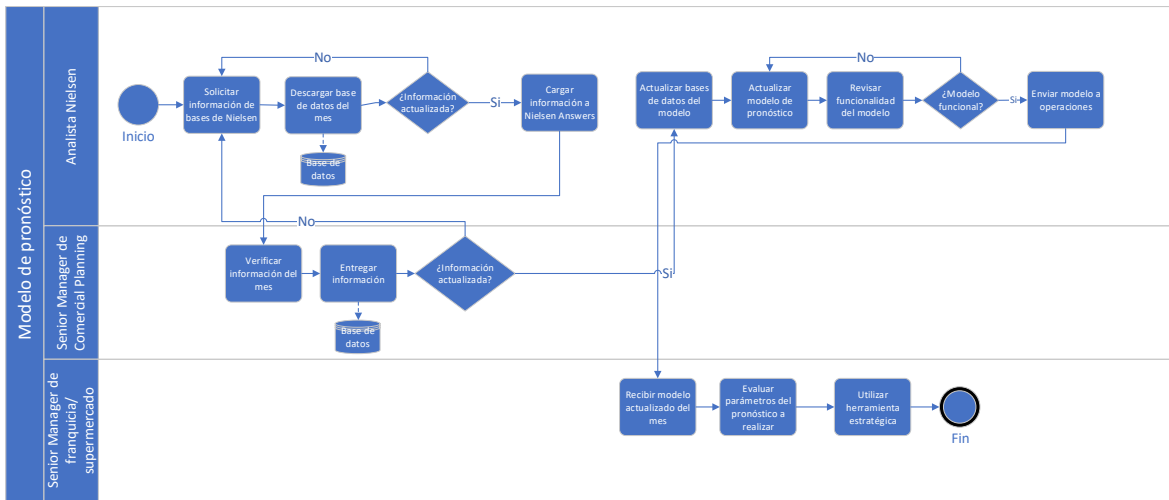 Modelo de pronóstico
Analista Nielsen
No
No
Inicio
Solicitar
información de
bases de Nielsen
Descargar base
de datos del
mes
¿Información
actualizada?
Si
Cargar
información a
Nielsen Answers
Base de
datos
Actualizar bases
de datos del
modelo
Actualizar
modelo de
pronóstico
Revisar
funcionalidad
del modelo
¿Modelo
funcional?
Si
Enviar modelo a
operaciones
No
Senior Manager de
Comercial Planning
Verificar
información del
mes
Entregar
información
¿Información
actualizada?
Si
Base de
datos
Senior Manager de
franquicia/
supermercado
Recibir modelo
actualizado del
mes
Evaluar
parámetros del
pronóstico a
realizar
Utilizar
herramienta
estratégica
Fin